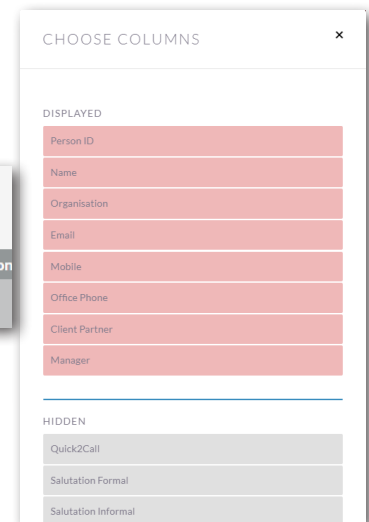 CHOOSE COLUMNS ×
DISPLAYED
Person ID
Name
Organisation
Email
on
Mobile
Office Phone
Client Partner
Manager
HIDDEN
Quick2Call
Salutation Formal
Salutation Informal